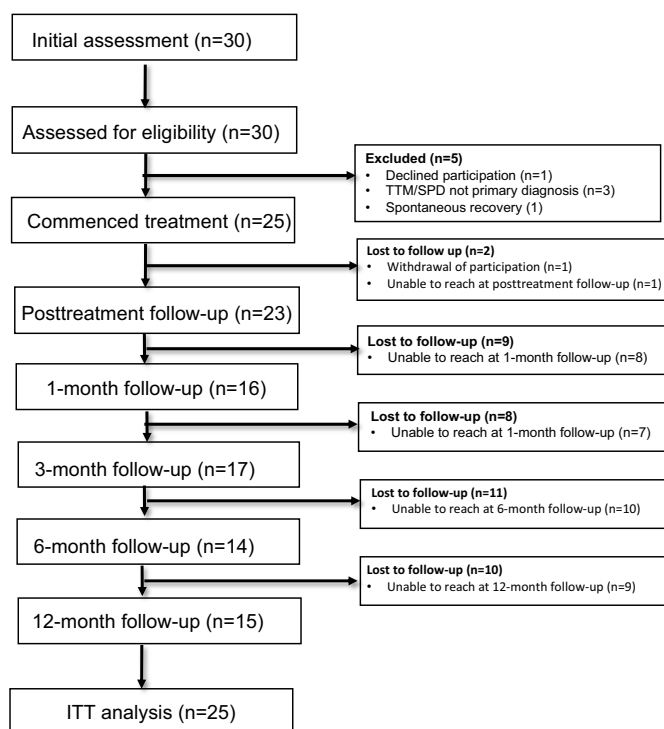 Initial assessment (n=30)
Assessed for eligibility (n=30)
Excluded (n=5)
• Declined participation (n=1)
• TTM/SPD not primary diagnosis (n=3)
• Spontaneous recovery (1)
Commenced treatment (n=25)
Lost to follow up (n=2)
• Withdrawal of participation (n=1)
• Unable to reach at posttreatment follow-up (n=1)
Posttreatment follow-up (n=23)
Lost to follow-up (n=9)
• Unable to reach at 1-month follow-up (n=8)
1-month follow-up (n=16)
Lost to follow-up (n=8)
• Unable to reach at 1-month follow-up (n=7)
3-month follow-up (n=17)
Lost to follow-up (n=11)
• Unable to reach at 6-month follow-up (n=10)
6-month follow-up (n=14)
Lost to follow-up (n=10)
• Unable to reach at 12-month follow-up (n=9)
12-month follow-up (n=15)
ITT analysis (n=25)